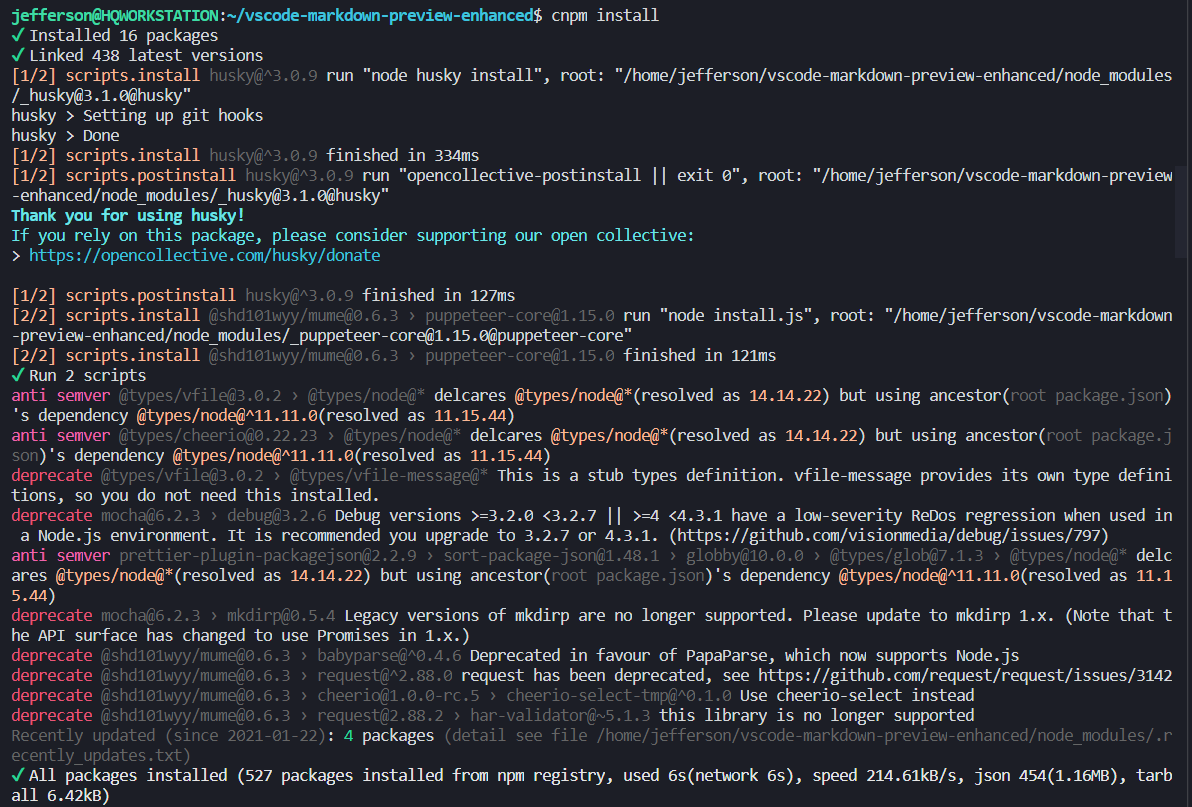 jefferson@HQWORKSTATION:~/vscode-markdown-preview-enhanced$ cnpm install
✓ Installed 16 packages
✓ Linked 438 latest versions
[1/2] scripts.install husky@^3.0.9 run "node husky install", root: "/home/jefferson/vscode-markdown-preview-enhanced/node_modules
/_husky@3.1.0@husky"
husky > Setting up git hooks
husky > Done
[1/2] scripts.install husky@^3.0.9 finished in 334ms
[1/2] scripts.postinstall husky@^3.0.9 run "opencollective-postinstall || exit 0", root: "/home/jefferson/vscode-markdown-preview
-enhanced/node_modules/_husky@3.1.0@husky"
Thank you for using husky!
If you rely on this package, please consider supporting our open collective:
> https://opencollective.com/husky/donate
[1/2] scripts.postinstall husky@^3.0.9 finished in 127ms
[2/2] scripts.install @shd101wyy/mume@0.6.3 › puppeteer-core@1.15.0 run "node install.js", root: "/home/jefferson/vscode-markdown
-preview-enhanced/node_modules/_puppeteer-core@1.15.0@puppeteer-core"
[2/2] scripts.install @shd101wyy/mume@0.6.3 › puppeteer-core@1.15.0 finished in 121ms
✓ Run 2 scripts
anti semver @types/vfile@3.0.2 › @types/node@* delcares @types/node@*(resolved as 14.14.22) but using ancestor(root package.json)
's dependency @types/node@^11.11.0(resolved as 11.15.44)
anti semver @types/cheerio@0.22.23 › @types/node@* delcares @types/node@*(resolved as 14.14.22) but using ancestor(root package.j
son)'s dependency @types/node@^11.11.0(resolved as 11.15.44)
deprecate @types/vfile@3.0.2 › @types/vfile-message@* This is a stub types definition. vfile-message provides its own type defini
tions, so you do not need this installed.
deprecate mocha@6.2.3 › debug@3.2.6 Debug versions >=3.2.0 <3.2.7 || >=4 <4.3.1 have a low-severity ReDos regression when used in
a Node.js environment. It is recommended you upgrade to 3.2.7 or 4.3.1. (https://github.com/visionmedia/debug/issues/797)
anti semver prettier-plugin-packagejson@2.2.9 › sort-package-json@1.48.1 › globby@10.0.0 › @types/glob@7.1.3 › @types/node@* delc
ares @types/node@*(resolved as 14.14.22) but using ancestor(root package.json)'s dependency @types/node@^11.11.0(resolved as 11.1
5.44)
deprecate mocha@6.2.3 › mkdirp@0.5.4 Legacy versions of mkdirp are no longer supported. Please update to mkdirp 1.x. (Note that t
he API surface has changed to use Promises in 1.x.)
deprecate @shd101wyy/mume@0.6.3 › babyparse@^0.4.6 Deprecated in favour of PapaParse, which now supports Node.js
deprecate @shd101wyy/mume@0.6.3 › request@^2.88.0 request has been deprecated, see https://github.com/request/request/issues/3142
deprecate @shd101wyy/mume@0.6.3 › cheerio@1.0.0-rc.5 › cheerio-select-tmp@^0.1.0 Use cheerio-select instead
deprecate @shd101wyy/mume@0.6.3 › request@2.88.2 › har-validator@~5.1.3 this library is no longer supported
Recently updated (since 2021-01-22): 4 packages (detail see file /home/jefferson/vscode-markdown-preview-enhanced/node_modules/.r
ecently_updates.txt)
✓ All packages installed (527 packages installed from npm registry, used 6s(network 6s), speed 214.61kB/s, json 454(1.16MB), tarb
all 6.42kB)